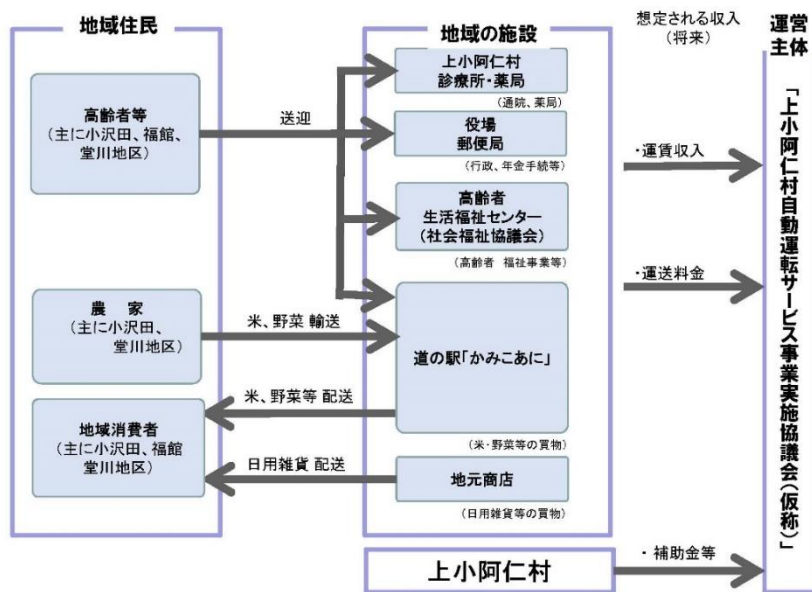 地域住民
高齢者等
(主に小沢田、福館、
堂川地区)
農　家
(主に小沢田、
堂川地区)
地域消費者
(主に小沢田、福館
堂川地区)
送迎
米、野菜 輸送
米、野菜等 配送
日用雑貨 配送
地域の施設
上小阿仁村
診療所・薬局
(通院、薬局)
役場
郵便局
(行政、年金手続等)
高齢者
生活福祉センター
(社会福祉協議会)
(高齢者 福祉事業等)
道の駅「かみこあに」
(米・野菜等の買物)
地元商店
(日用雑貨等の買物)
上小阿仁村
想定される収入
(将来)
・運賃収入
・運送料金
・補助金等
運営
主体
「上小阿仁村自動運転サービス事業実施協議会(仮称)」